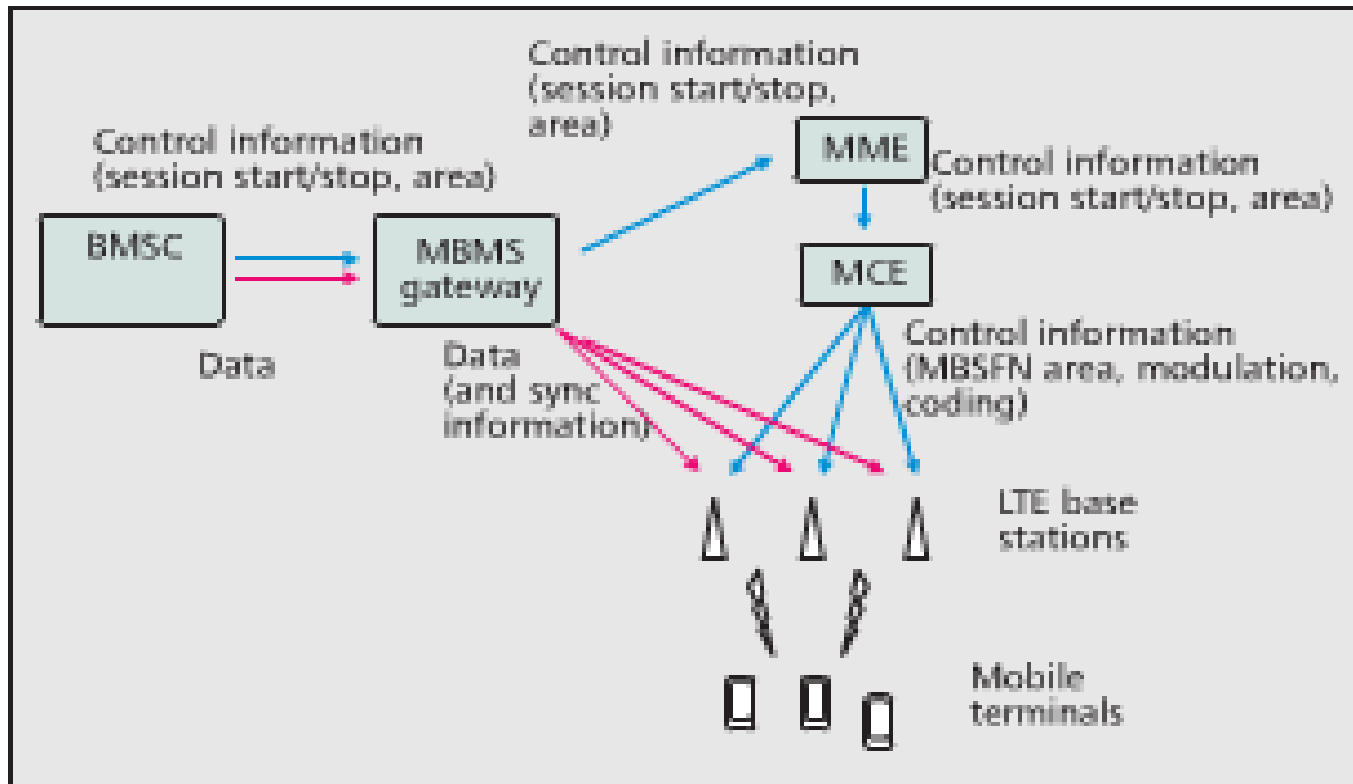 Control information
(session start/stop,
area)
Control information
(session start/stop, area)
MME
Control information
(session start/stop, area)
BMSC
MBMS
gateway
MCE
Data
Data
(and sync
information)
Control information
(MBSFN area, modulation,
coding)
LTE base
stations
Mobile
terminals